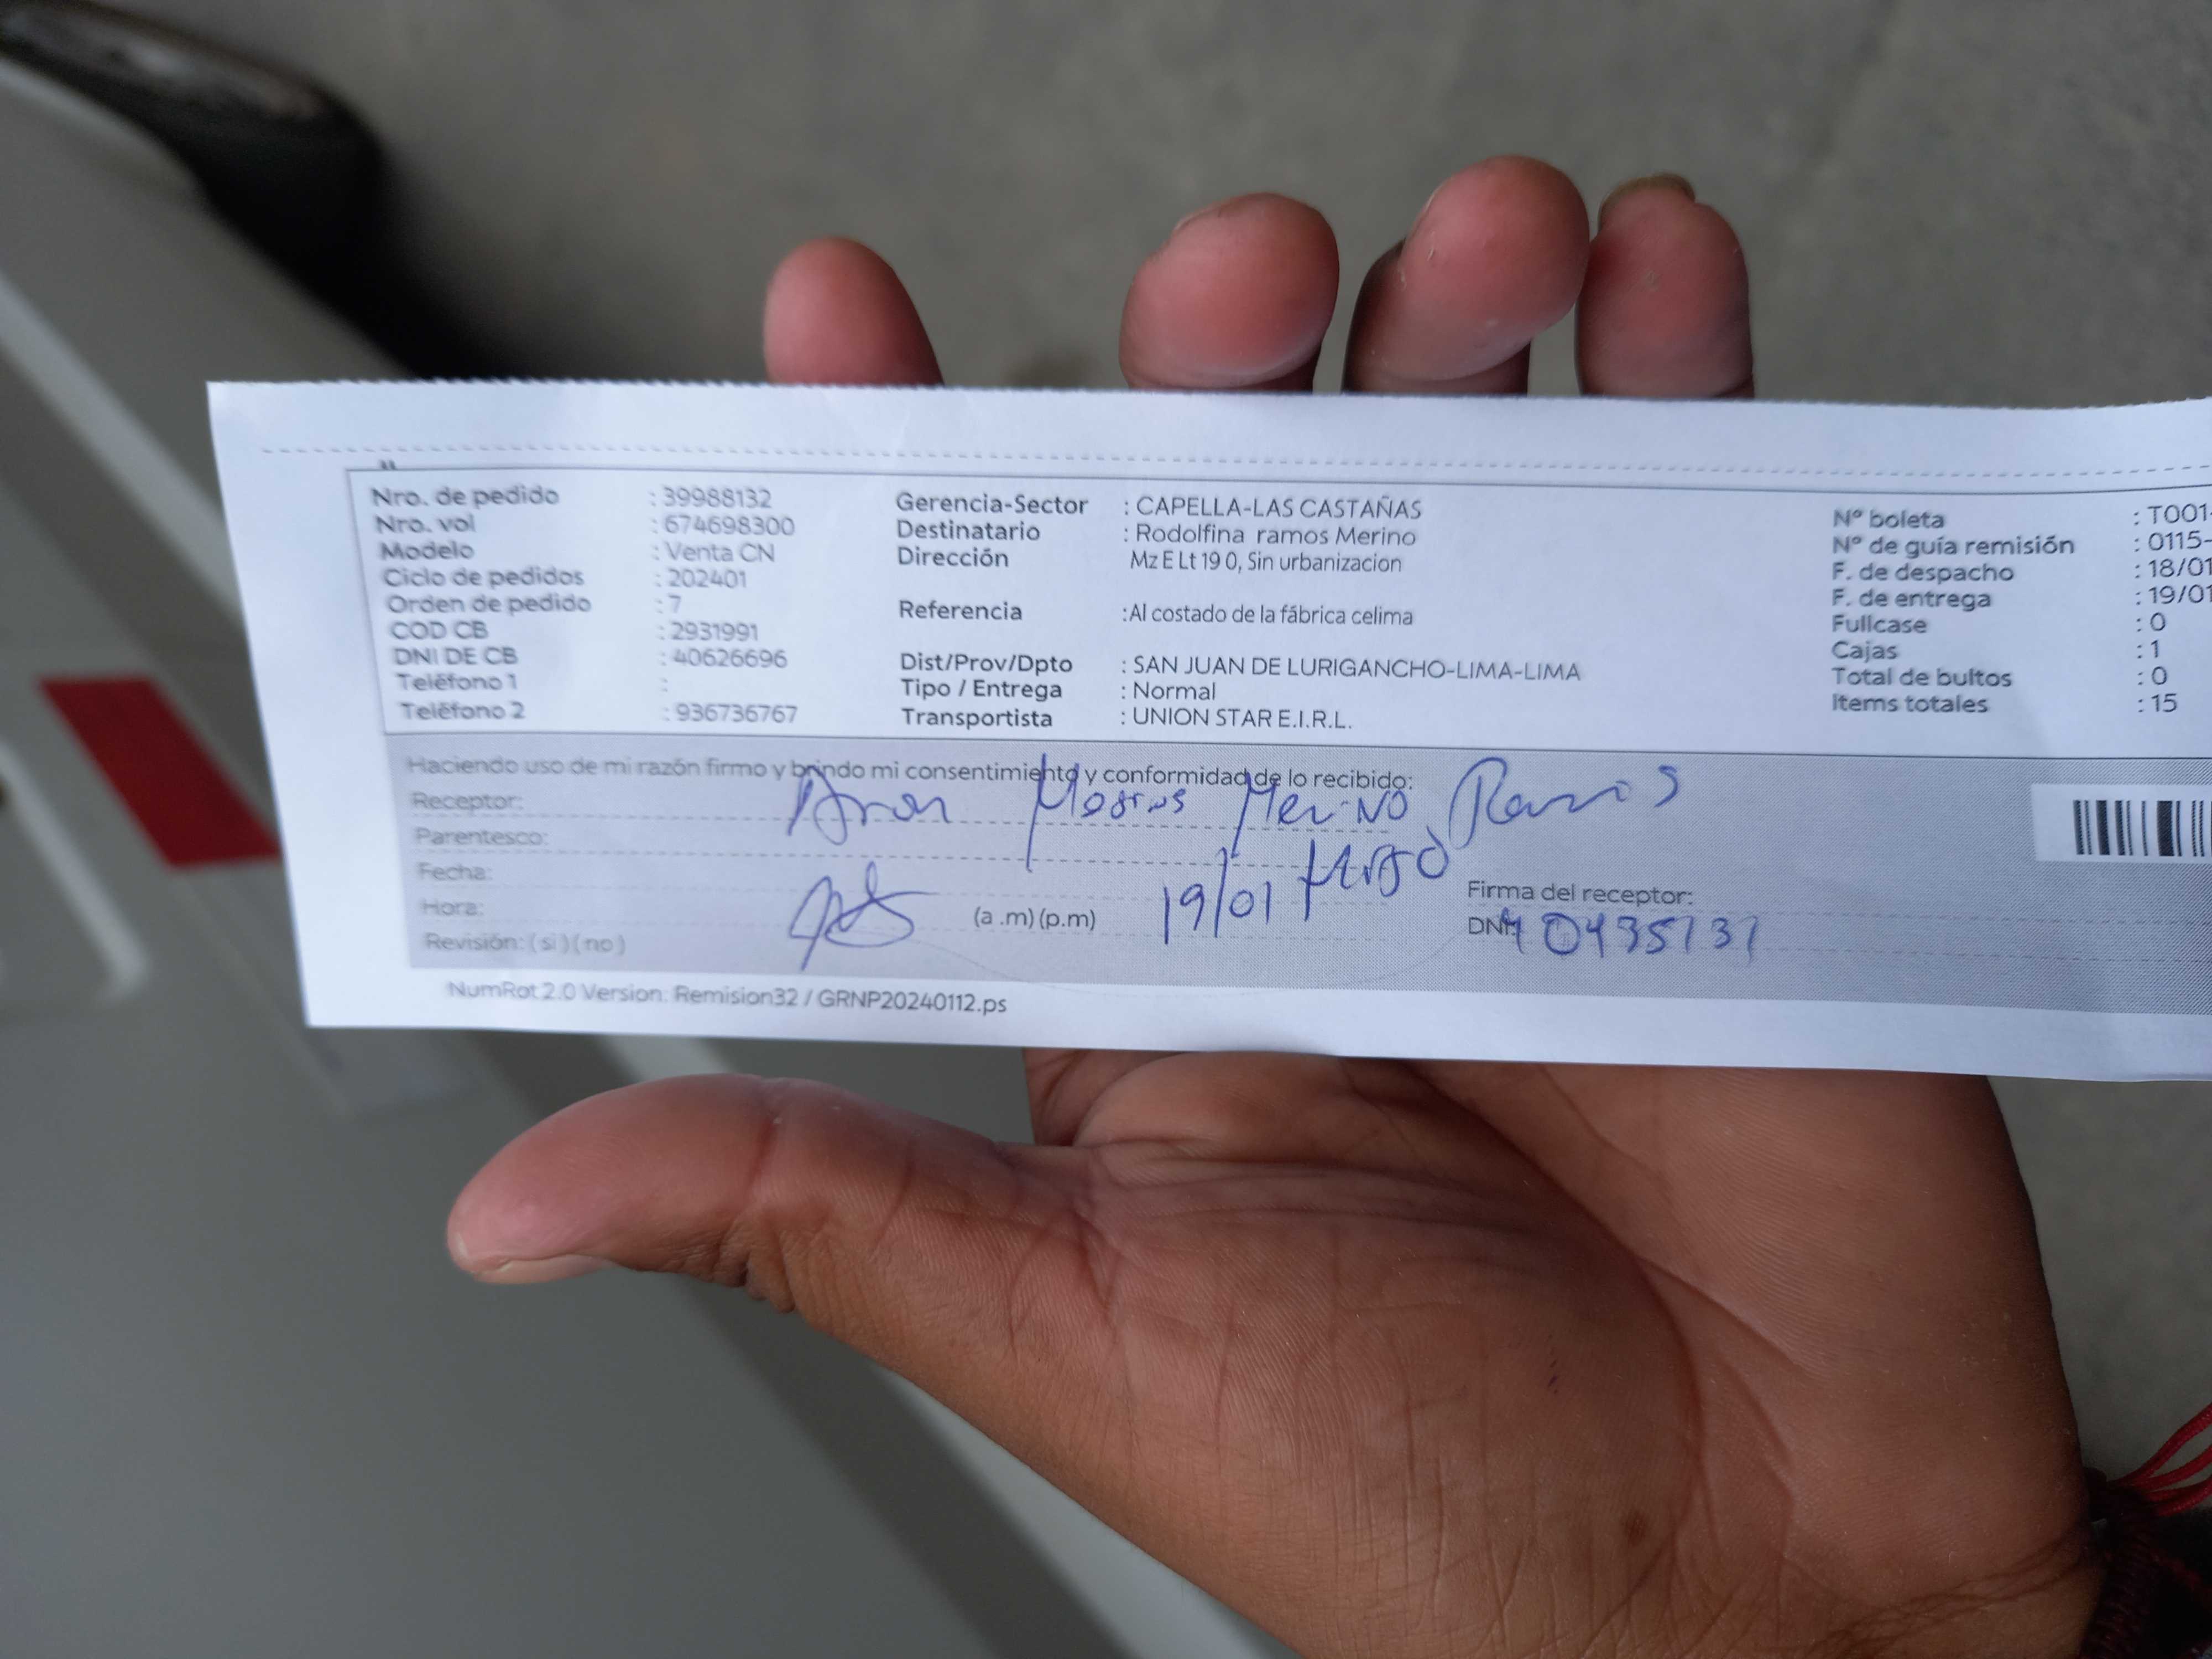 Nro. de pedido : 39988132
Nro. vol : 674698300
Modelo : Venta CN
Ciclo de pedidos : 202401
Orden de pedido : 7
COD CB : 2931991
DNI DE CB : 40626696
Teléfono 1 :
Teléfono 2 : 936736767
Gerencia-Sector : CAPELLA-LAS CASTAÑAS
Destinatario : Rodolfina ramos Merino
Dirección Mz E Lt 19 0, Sin urbanizacion
Referencia :Al costado de la fábrica celima
Dist/Prov/Dpto : SAN JUAN DE LURIGANCHO-LIMA-LIMA
Tipo / Entrega : Normal
Transportista : UNION STAR E.I.R.L.
Nº boleta : T001-
Nº de guía remisión : 0115-
F. de despacho : 18/01
F. de entrega : 19/01
Fullcase : 0
Cajas : 1
Total de bultos : 0
Items totales : 15
Haciendo uso de mi razón firmo y brindo mi consentimiento y conformidad de lo recibido:
Receptor: Aron Merino Ramos
Parentesco:
Fecha: 19/01
Hora: (a .m) (p.m)
Revisión: ( si ) ( no )
Firma del receptor:
DNI:
NumRot 2.0 Version: Remision32 / GRNP20240112.ps